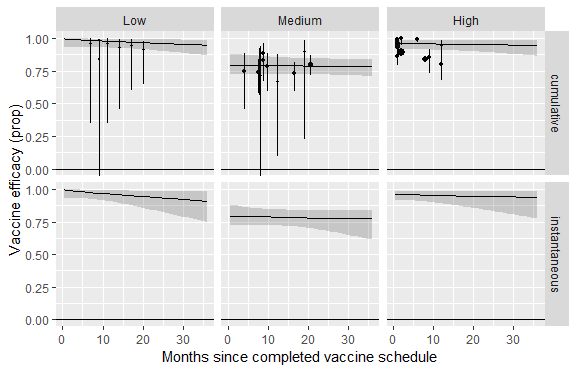 Low Medium High
1.00
0.75
0.50
0.25
0.00
cumulative
1.00
0.75
0.50
0.25
0.00
instantaneous
Vaccine efficacy (prop)
0 10 20 30 0 10 20 30 0 10 20 30
Months since completed vaccine schedule